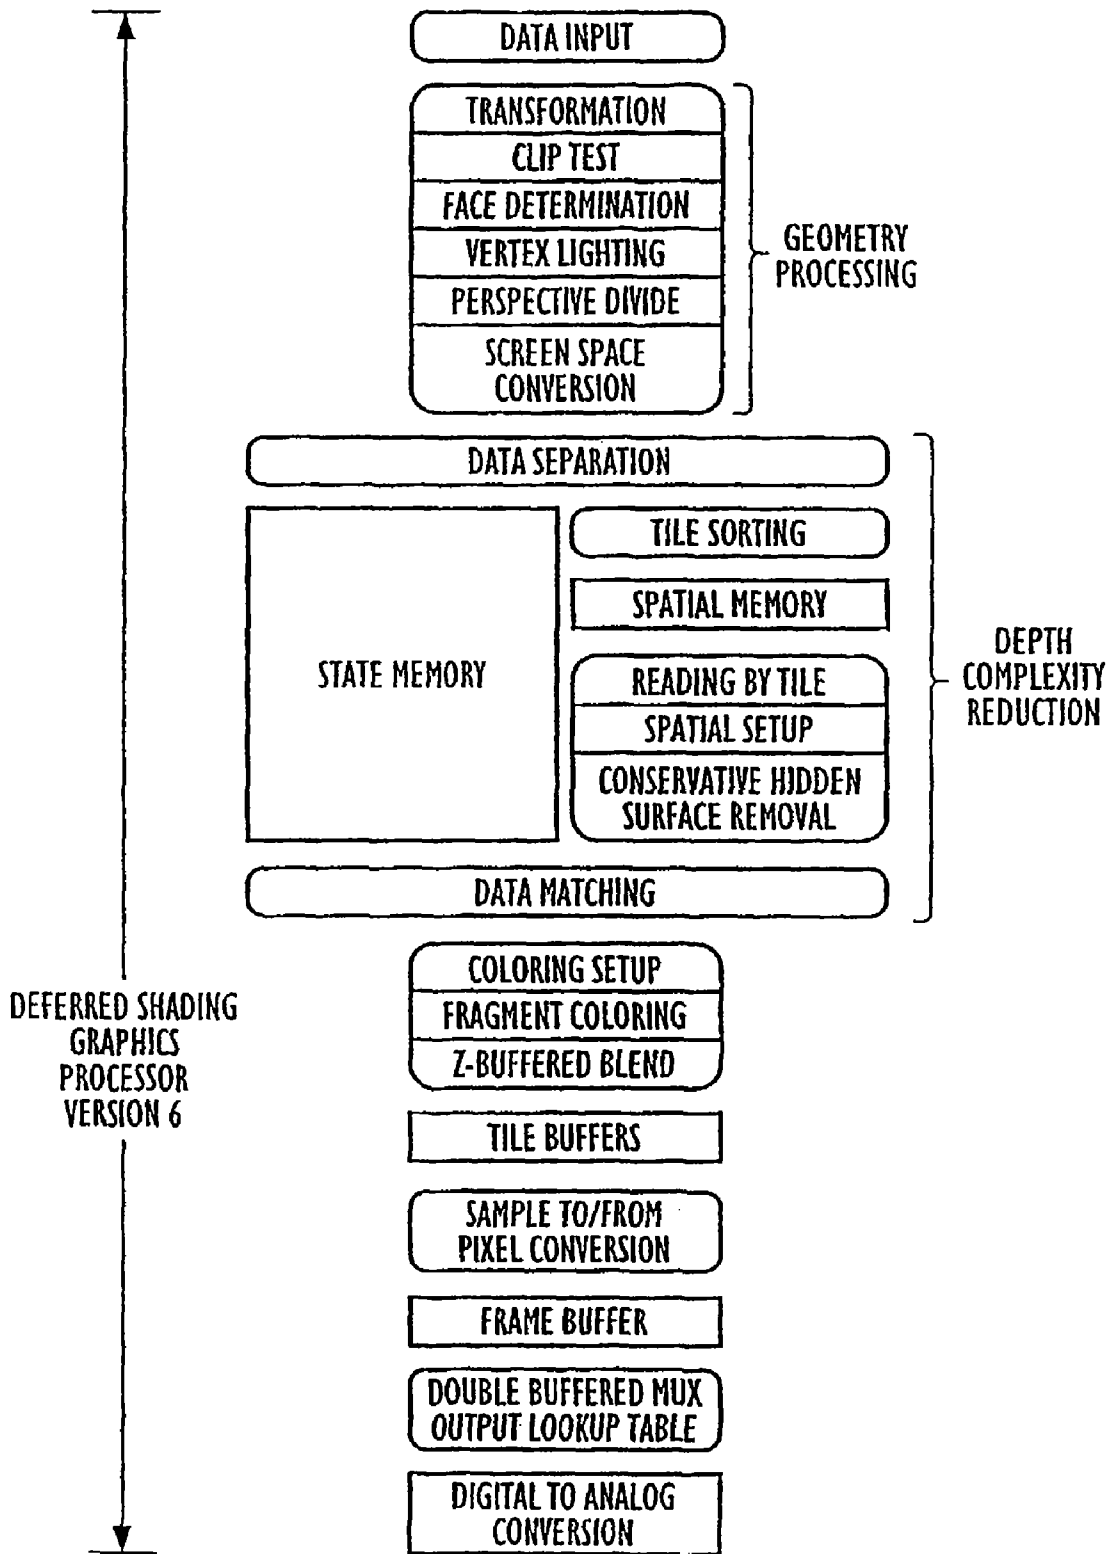 DATA INPUT
TRANSFORMATION
CLIP TEST
FACE DETERMINATION
VERTEX LIGHTING
PERSPECTIVE DIVIDE
SCREEN SPACE
CONVERSION
GEOMETRY
PROCESSING
DATA SEPARATION
STATE MEMORY
TILE SORTING
SPATIAL MEMORY
READING BY TILE
SPATIAL SETUP
CONSERVATIVE HIDDEN
SURFACE REMOVAL
DEPTH
COMPLEXITY
REDUCTION
DATA MATCHING
COLORING SETUP
FRAGMENT COLORING
Z-BUFFERED BLEND
DEFERRED SHADING
GRAPHICS
PROCESSOR
VERSION 6
TILE BUFFERS
SAMPLE TO/FROM
PIXEL CONVERSION
FRAME BUFFER
DOUBLE BUFFERED MUX
OUTPUT LOOKUP TABLE
DIGITAL TO ANALOG
CONVERSION